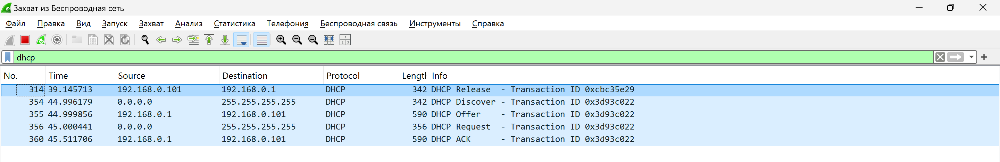 Захват из Беспроводная сеть
Файл Правка Вид Запуск Захват Анализ Статистика Телефония Беспроводная связь Инструменты Справка
dhcp
No. Time Source Destination Protocol Lengtl Info
314 39.145713 192.168.0.101 192.168.0.1 DHCP 342 DHCP Release - Transaction ID 0xcbc35e29
354 44.996179 0.0.0.0 255.255.255.255 DHCP 342 DHCP Discover - Transaction ID 0x3d93c022
355 44.999856 192.168.0.1 192.168.0.101 DHCP 590 DHCP Offer - Transaction ID 0x3d93c022
356 45.000441 0.0.0.0 255.255.255.255 DHCP 356 DHCP Request - Transaction ID 0x3d93c022
360 45.511706 192.168.0.1 192.168.0.101 DHCP 590 DHCP ACK - Transaction ID 0x3d93c022